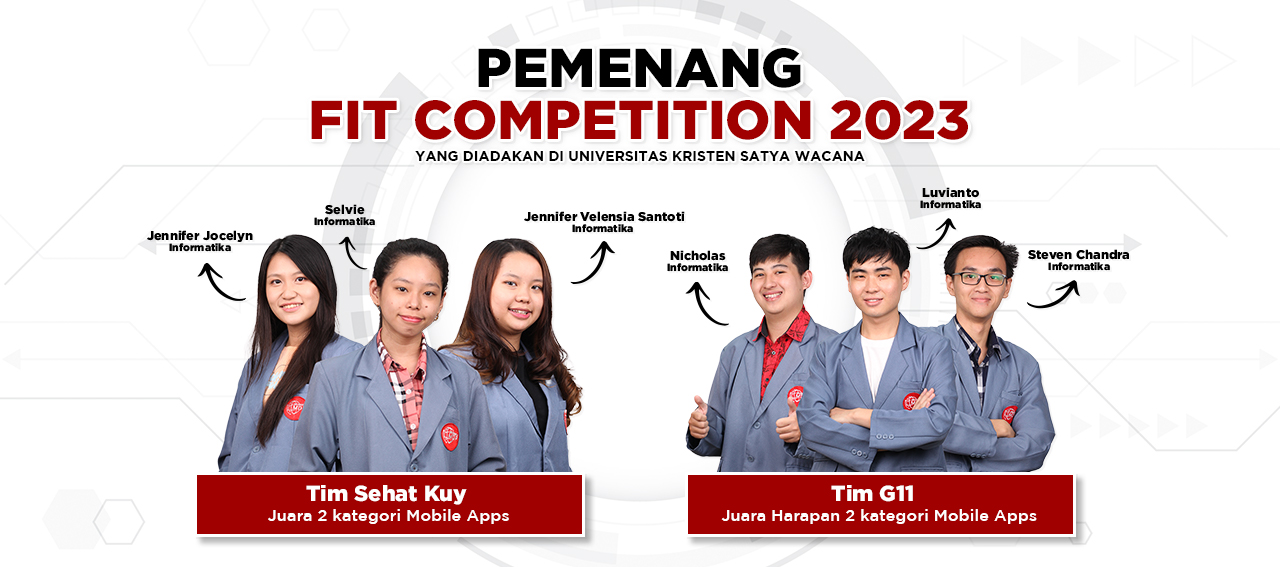 PEMENANG
FIT COMPETITION 2023
YANG DIADAKAN DI UNIVERSITAS KRISTEN SATYA WACANA
Jennifer Jocelyn
Informatika
Selvie
Informatika
Jennifer Velensia Santoti
Informatika
Nicholas
Informatika
Luvianto
Informatika
Steven Chandra
Informatika
Tim Sehat Kuy
Juara 2 kategori Mobile Apps
Tim G11
Juara Harapan 2 kategori Mobile Apps